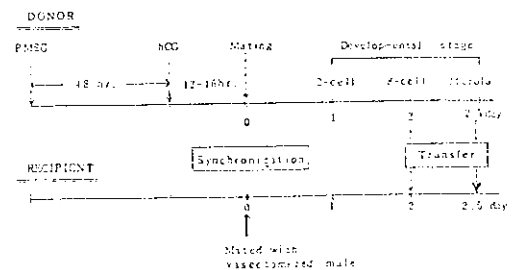 DONOR
PMSG hCG Mating Developmental stage
48 hr. 12-16hr. 2-cell 8-cell Morula
0 1 2 2.5 day
Synchronization Transfer
RECIPIENT
0 1 2 2.5 day
Mated with
vasectomized male